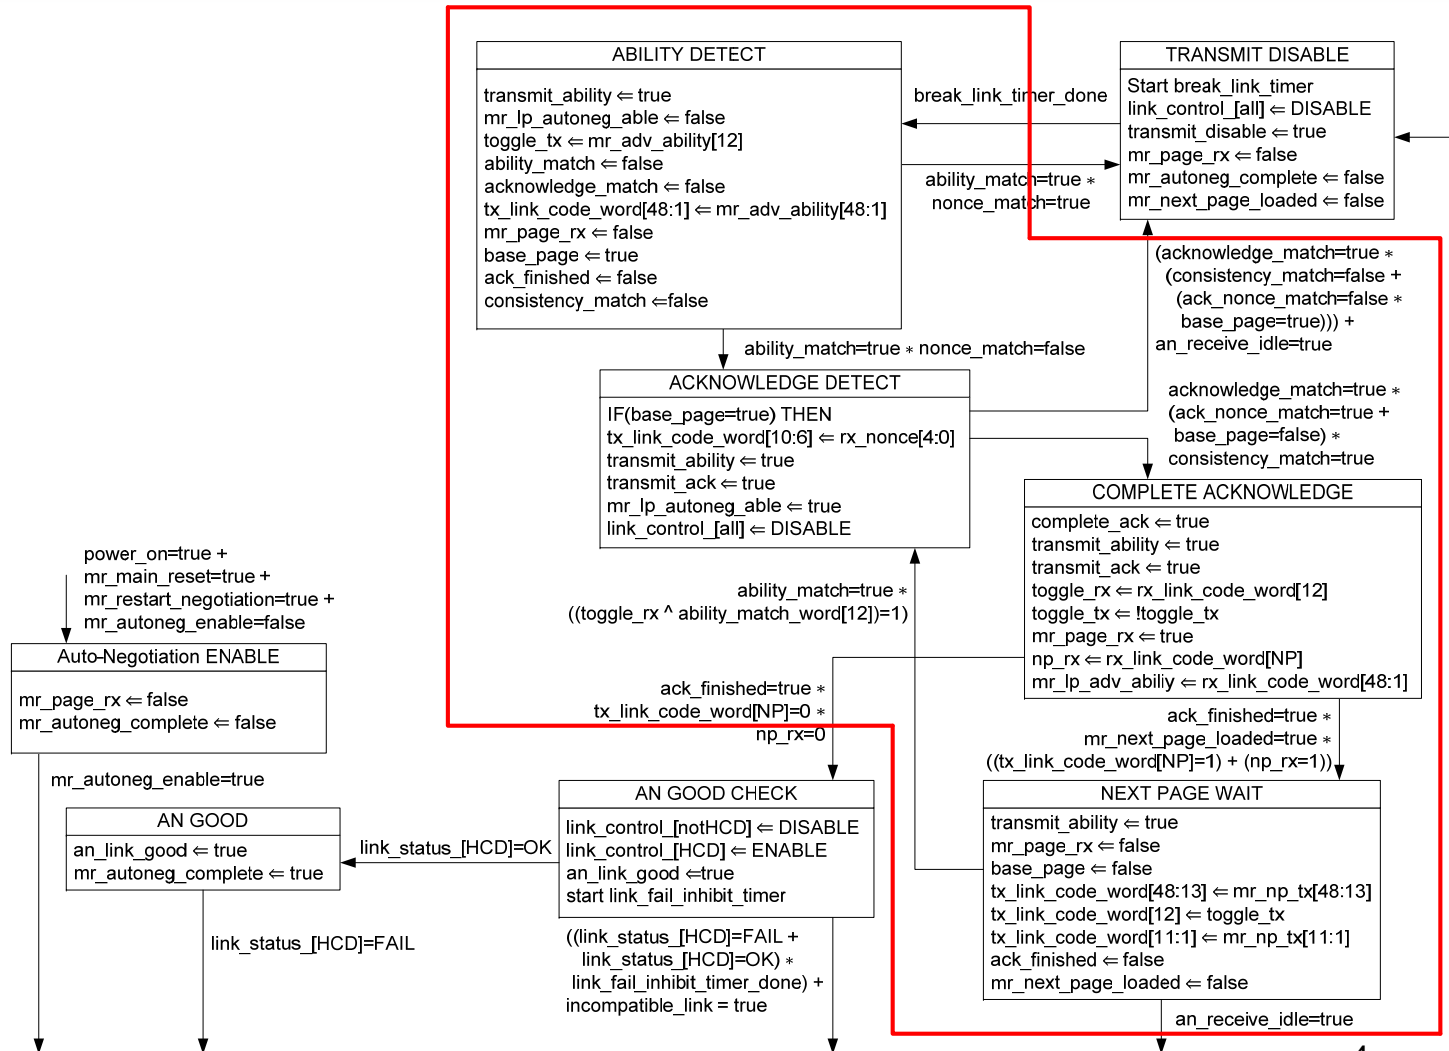 ABILITY DETECT
transmit_ability ⇐ true
mr_lp_autoneg_able ⇐ false
toggle_tx ⇐ mr_adv_ability[12]
ability_match ⇐ false
acknowledge_match ⇐ false
tx_link_code_word[48:1] ⇐ mr_adv_ability[48:1]
mr_page_rx ⇐ false
base_page ⇐ true
ack_finished ⇐ false
consistency_match ⇐false
break_link_timer_done
ability_match=true *
nonce_match=true
TRANSMIT DISABLE
Start break_link_timer
link_control_[all] ⇐ DISABLE
transmit_disable ⇐ true
mr_page_rx ⇐ false
mr_autoneg_complete ⇐ false
mr_next_page_loaded ⇐ false
(acknowledge_match=true *
(consistency_match=false +
(ack_nonce_match=false *
base_page=true))) +
an_receive_idle=true
ability_match=true * nonce_match=false
ACKNOWLEDGE DETECT
IF(base_page=true) THEN
tx_link_code_word[10:6] ⇐ rx_nonce[4:0]
transmit_ability ⇐ true
transmit_ack ⇐ true
mr_lp_autoneg_able ⇐ true
link_control_[all] ⇐ DISABLE
acknowledge_match=true *
(ack_nonce_match=true +
base_page=false) *
consistency_match=true
COMPLETE ACKNOWLEDGE
complete_ack ⇐ true
transmit_ability ⇐ true
transmit_ack ⇐ true
toggle_rx ⇐ rx_link_code_word[12]
toggle_tx ⇐ !toggle_tx
mr_page_rx ⇐ true
np_rx ⇐ rx_link_code_word[NP]
mr_lp_adv_abiliy ⇐ rx_link_code_word[48:1]
power_on=true +
mr_main_reset=true +
mr_restart_negotiation=true +
mr_autoneg_enable=false
ability_match=true *
((toggle_rx ^ ability_match_word[12])=1)
Auto-Negotiation ENABLE
mr_page_rx ⇐ false
mr_autoneg_complete ⇐ false
mr_autoneg_enable=true
ack_finished=true *
tx_link_code_word[NP]=0 *
np_rx=0
ack_finished=true *
mr_next_page_loaded=true *
((tx_link_code_word[NP]=1) + (np_rx=1))
AN GOOD
an_link_good ⇐ true
mr_autoneg_complete ⇐ true
link_status_[HCD]=OK
link_status_[HCD]=FAIL
AN GOOD CHECK
link_control_[notHCD] ⇐ DISABLE
link_control_[HCD] ⇐ ENABLE
an_link_good ⇐true
start link_fail_inhibit_timer
((link_status_[HCD]=FAIL +
link_status_[HCD]=OK) *
link_fail_inhibit_timer_done) +
incompatible_link = true
NEXT PAGE WAIT
transmit_ability ⇐ true
mr_page_rx ⇐ false
base_page ⇐ false
tx_link_code_word[48:13] ⇐ mr_np_tx[48:13]
tx_link_code_word[12] ⇐ toggle_tx
tx_link_code_word[11:1] ⇐ mr_np_tx[11:1]
ack_finished ⇐ false
mr_next_page_loaded ⇐ false
an_receive_idle=true